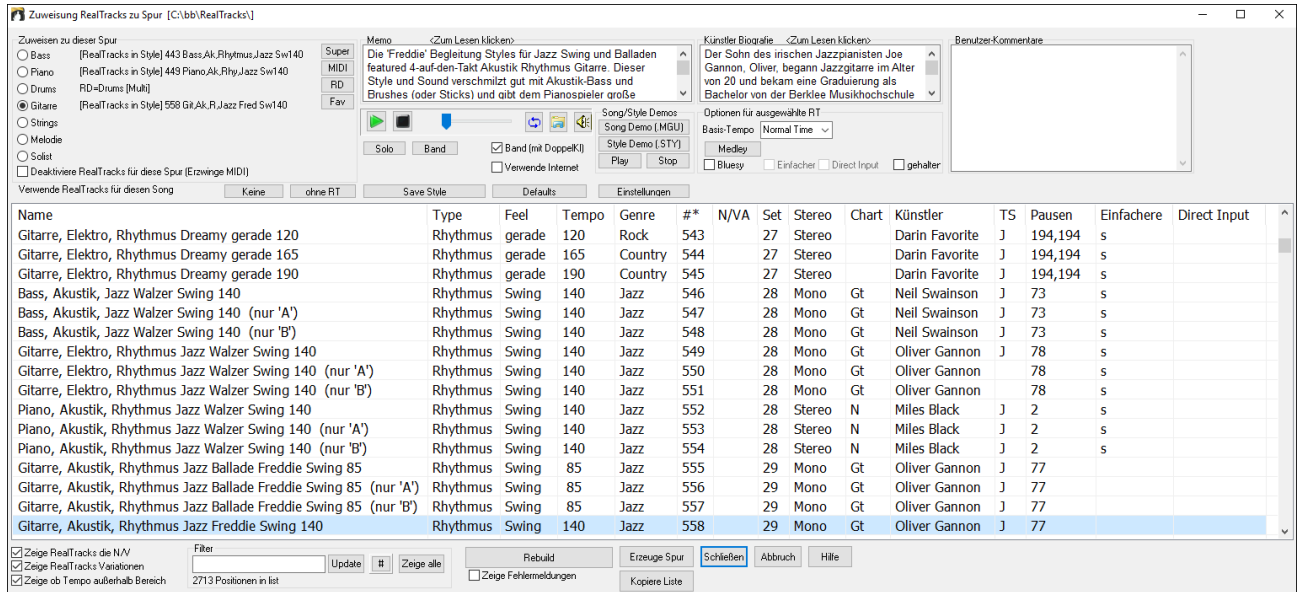 Zuweisung RealTracks zu Spur [C:\bb\RealTracks\]
Zuweisen zu dieser Spur
Bass [RealTracks in Style] 443 Bass,Ak,Rhytmus,Jazz Sw140
Piano [RealTracks in Style] 449 Piano,Ak,Rhy,Jazz Sw140
Drums RD=Drums [Multi]
Gitarre [RealTracks in Style] 558 Git,Ak,R,Jazz Fred Sw140
Strings
Melodie
Solist
Deaktiviere RealTracks für diese Spur (Erzwinge MIDI)
Super
MIDI
RD
Fav
Memo <Zum Lesen klicken>
Die 'Freddie' Begleitung Styles für Jazz Swing und Balladen
featured 4-auf-den-Takt Akustik Rhythmus Gitarre. Dieser
Style und Sound verschmilzt gut mit Akustik-Bass und
Brushes (oder Sticks) und gibt dem Pianospieler große
Künstler Biografie <Zum Lesen klicken>
Der Sohn des irischen Jazzpianisten Joe
Gannon, Oliver, begann Jazzgitarre im Alter
von 20 und bekam eine Graduierung als
Bachelor von der Berklee Musikhochschule
Benutzer-Kommentare
Solo Band
Band (mit DoppelKl)
Verwende Internet
Song/Style Demos
Song Demo (.MGU)
Style Demo (.STY)
Play Stop
Optionen für ausgewählte RT
Basis-Tempo Normal Time
Medley
Bluesy Einfacher Direct Input gehalten
Verwende RealTracks für diesen Song Keine ohne RT Save Style Defaults Einstellungen
Name Type Feel Tempo Genre #* N/VA Set Stereo Chart Künstler TS Pausen Einfachere Direct Input
Gitarre, Elektro, Rhythmus Dreamy gerade 120 Rhythmus gerade 120 Rock 543 27 Stereo Darin Favorite J 194,194 s
Gitarre, Elektro, Rhythmus Dreamy gerade 165 Rhythmus gerade 165 Country 544 27 Stereo Darin Favorite J 194,194 s
Gitarre, Elektro, Rhythmus Dreamy gerade 190 Rhythmus gerade 190 Country 545 27 Stereo Darin Favorite J 194,194 s
Bass, Akustik, Jazz Walzer Swing 140 Rhythmus Swing 140 Jazz 546 28 Mono Gt Neil Swainson J 73 s
Bass, Akustik, Jazz Walzer Swing 140 (nur 'A') Rhythmus Swing 140 Jazz 547 28 Mono Gt Neil Swainson J 73 s
Bass, Akustik, Jazz Walzer Swing 140 (nur 'B') Rhythmus Swing 140 Jazz 548 28 Mono Gt Neil Swainson J 73 s
Gitarre, Elektro, Rhythmus Jazz Walzer Swing 140 Rhythmus Swing 140 Jazz 549 28 Mono Gt Oliver Gannon J 78 s
Gitarre, Elektro, Rhythmus Jazz Walzer Swing 140 (nur 'A') Rhythmus Swing 140 Jazz 550 28 Mono Gt Oliver Gannon 78 s
Gitarre, Elektro, Rhythmus Jazz Walzer Swing 140 (nur 'B') Rhythmus Swing 140 Jazz 551 28 Mono Gt Oliver Gannon 78 s
Piano, Akustik, Rhythmus Jazz Walzer Swing 140 Rhythmus Swing 140 Jazz 552 28 Stereo N Miles Black J 2 s
Piano, Akustik, Rhythmus Jazz Walzer Swing 140 (nur 'A') Rhythmus Swing 140 Jazz 553 28 Stereo N Miles Black J 2 s
Piano, Akustik, Rhythmus Jazz Walzer Swing 140 (nur 'B') Rhythmus Swing 140 Jazz 554 28 Stereo N Miles Black J 2 s
Gitarre, Akustik, Rhythmus Jazz Ballade Freddie Swing 85 Rhythmus Swing 85 Jazz 555 29 Mono Gt Oliver Gannon J 77
Gitarre, Akustik, Rhythmus Jazz Ballade Freddie Swing 85 (nur 'A') Rhythmus Swing 85 Jazz 556 29 Mono Gt Oliver Gannon J 77
Gitarre, Akustik, Rhythmus Jazz Ballade Freddie Swing 85 (nur 'B') Rhythmus Swing 85 Jazz 557 29 Mono Gt Oliver Gannon J 77
Gitarre, Akustik, Rhythmus Jazz Freddie Swing 140 Rhythmus Swing 140 Jazz 558 29 Mono Gt Oliver Gannon J 77
Zeige RealTracks die N/V
Zeige RealTracks Variationen
Zeige ob Tempo außerhalb Bereich
Filter
Update # Zeige alle
2713 Positionen in list
Rebuild
Zeige Fehlermeldungen
Erzeuge Spur Schließen Abbruch Hilfe
Kopiere Liste